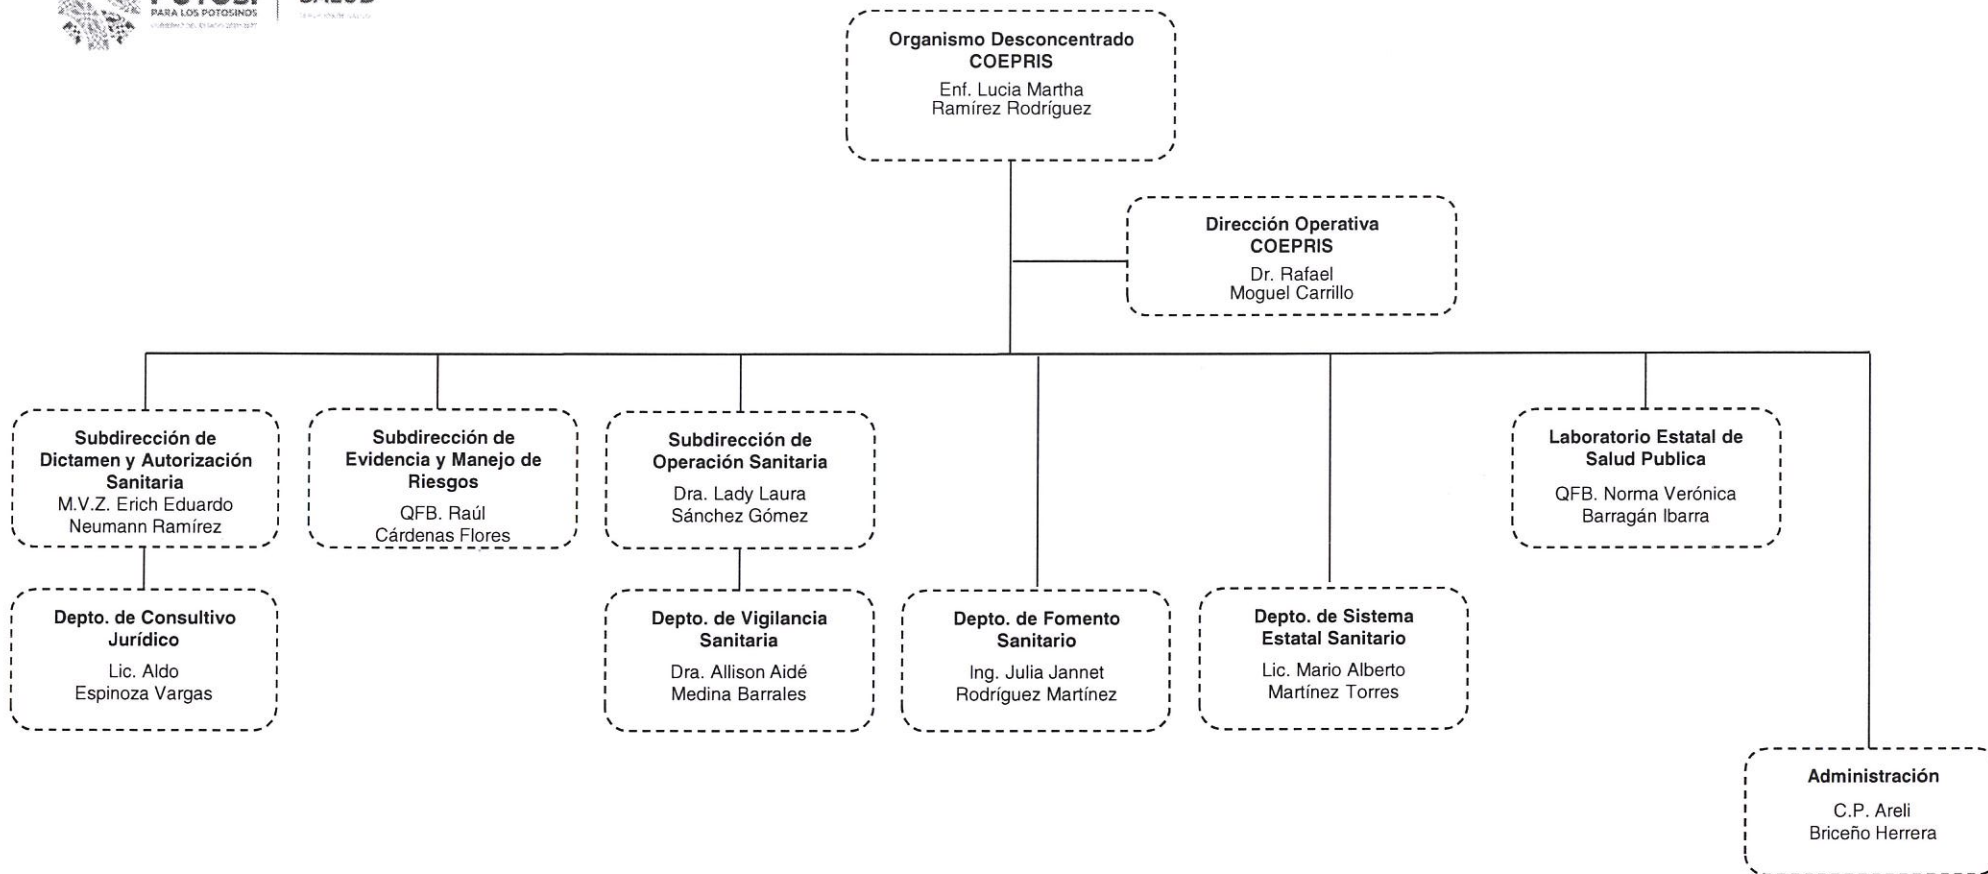 POTOSÍ
PARA LOS POTOSINOS
SALUD
Organismo Desconcentrado
COEPRIS
Enf. Lucia Martha
Ramírez Rodríguez
Dirección Operativa
COEPRIS
Dr. Rafael
Moguel Carrillo
Subdirección de
Dictamen y Autorización
Sanitaria
M.V.Z. Erich Eduardo
Neumann Ramírez
Subdirección de
Evidencia y Manejo de
Riesgos
QFB. Raúl
Cárdenas Flores
Subdirección de
Operación Sanitaria
Dra. Lady Laura
Sánchez Gómez
Laboratorio Estatal de
Salud Publica
QFB. Norma Verónica
Barragán Ibarra
Depto. de Consultivo
Jurídico
Lic. Aldo
Espinoza Vargas
Depto. de Vigilancia
Sanitaria
Dra. Allison Aidé
Medina Barrales
Depto. de Fomento
Sanitario
Ing. Julia Jannet
Rodríguez Martínez
Depto. de Sistema
Estatal Sanitario
Lic. Mario Alberto
Martínez Torres
Administración
C.P. Areli
Briceño Herrera